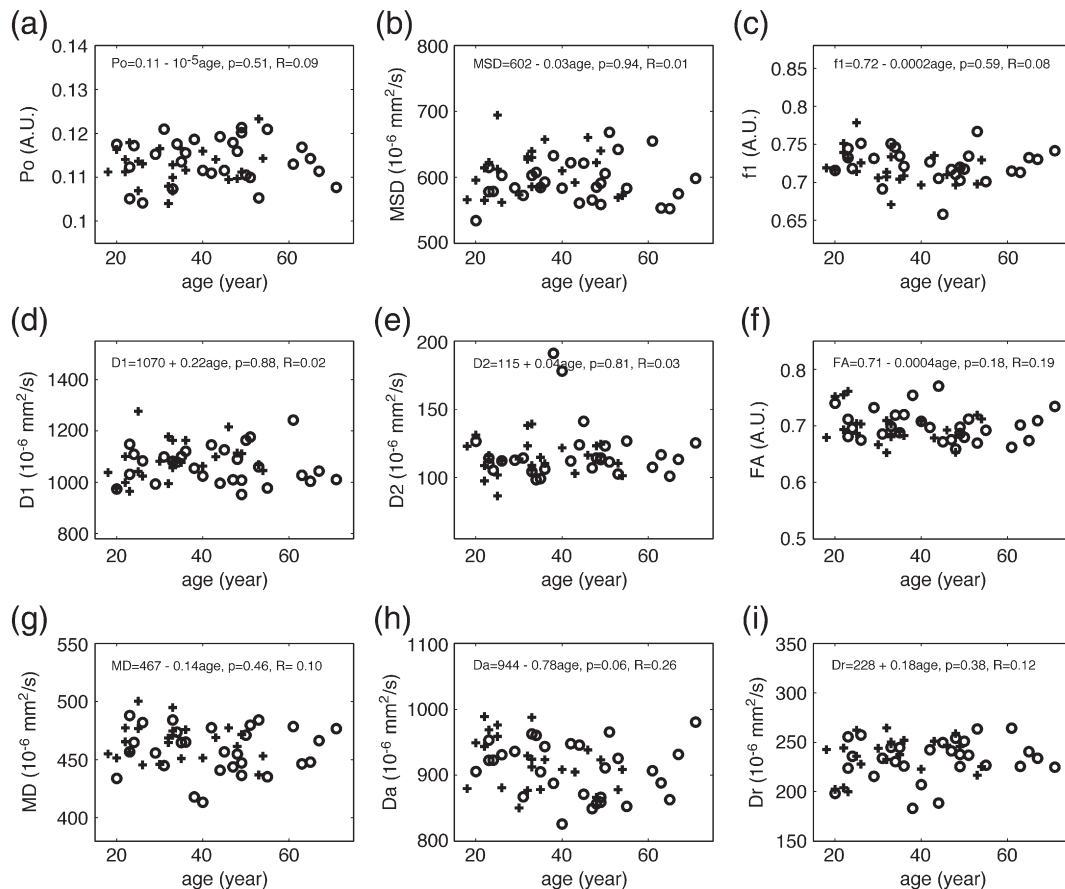 (a)
0.14
Po=0.11 - 10⁻⁵age, p=0.51, R=0.09
0.13
0.12
0.11
0.1
Po (A.U.)
20 40 60
age (year)
(b)
800
MSD=602 - 0.03age, p=0.94, R=0.01
700
600
500
MSD (10⁻⁶ mm²/s)
20 40 60
age (year)
(c)
0.85
f1=0.72 - 0.0002age, p=0.59, R=0.08
0.8
0.75
0.7
0.65
f1 (A.U.)
20 40 60
age (year)
(d)
D1=1070 + 0.22age, p=0.88, R=0.02
1400
1200
1000
800
D1 (10⁻⁶ mm²/s)
20 40 60
age (year)
(e)
200
D2=115 + 0.04age, p=0.81, R=0.03
150
100
D2 (10⁻⁶ mm²/s)
20 40 60
age (year)
(f)
FA=0.71 - 0.0004age, p=0.18, R=0.19
0.8
0.7
0.6
0.5
FA (A.U.)
20 40 60
age (year)
(g)
550
MD=467 - 0.14age, p=0.46, R= 0.10
500
450
400
MD (10⁻⁶ mm²/s)
20 40 60
age (year)
(h)
1100
Da=944 - 0.78age, p=0.06, R=0.26
1000
900
800
Da (10⁻⁶ mm²/s)
20 40 60
age (year)
(i)
350
Dr=228 + 0.18age, p=0.38, R=0.12
300
250
200
150
Dr (10⁻⁶ mm²/s)
20 40 60
age (year)